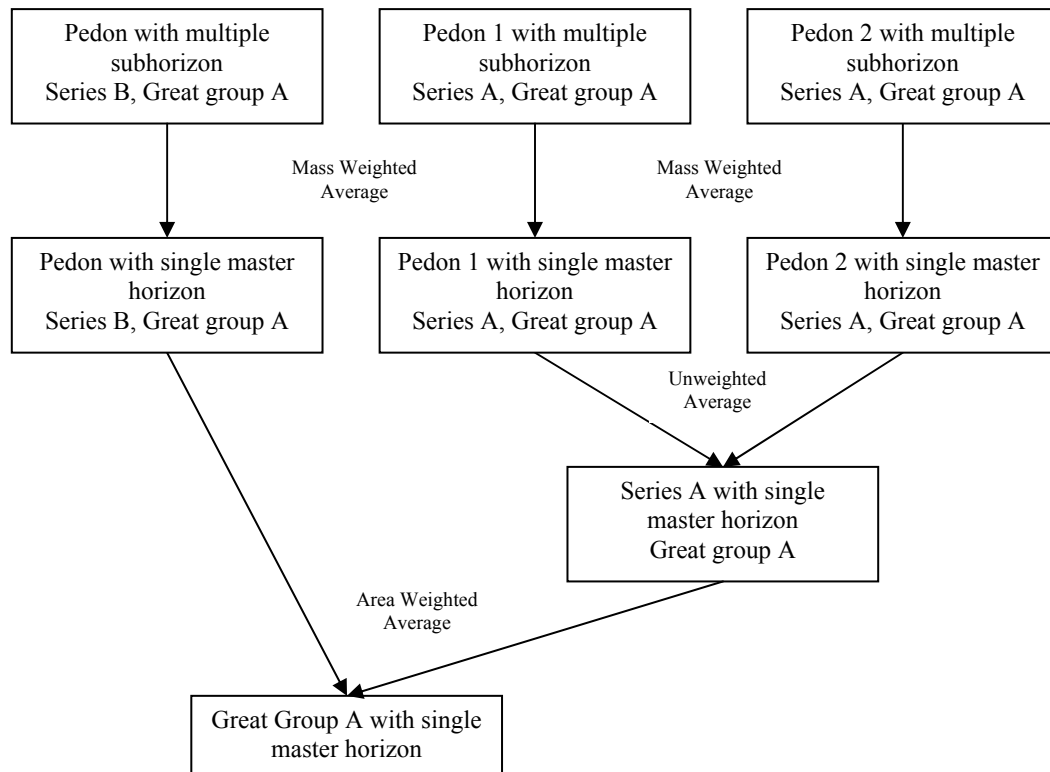 Pedon with multiple
subhorizon
Series B, Great group A
Pedon 1 with multiple
subhorizon
Series A, Great group A
Pedon 2 with multiple
subhorizon
Series A, Great group A
Mass Weighted
Average
Mass Weighted
Average
Pedon with single master
horizon
Series B, Great group A
Pedon 1 with single master
horizon
Series A, Great group A
Pedon 2 with single master
horizon
Series A, Great group A
Unweighted
Average
Series A with single
master horizon
Great group A
Area Weighted
Average
Great Group A with single
master horizon